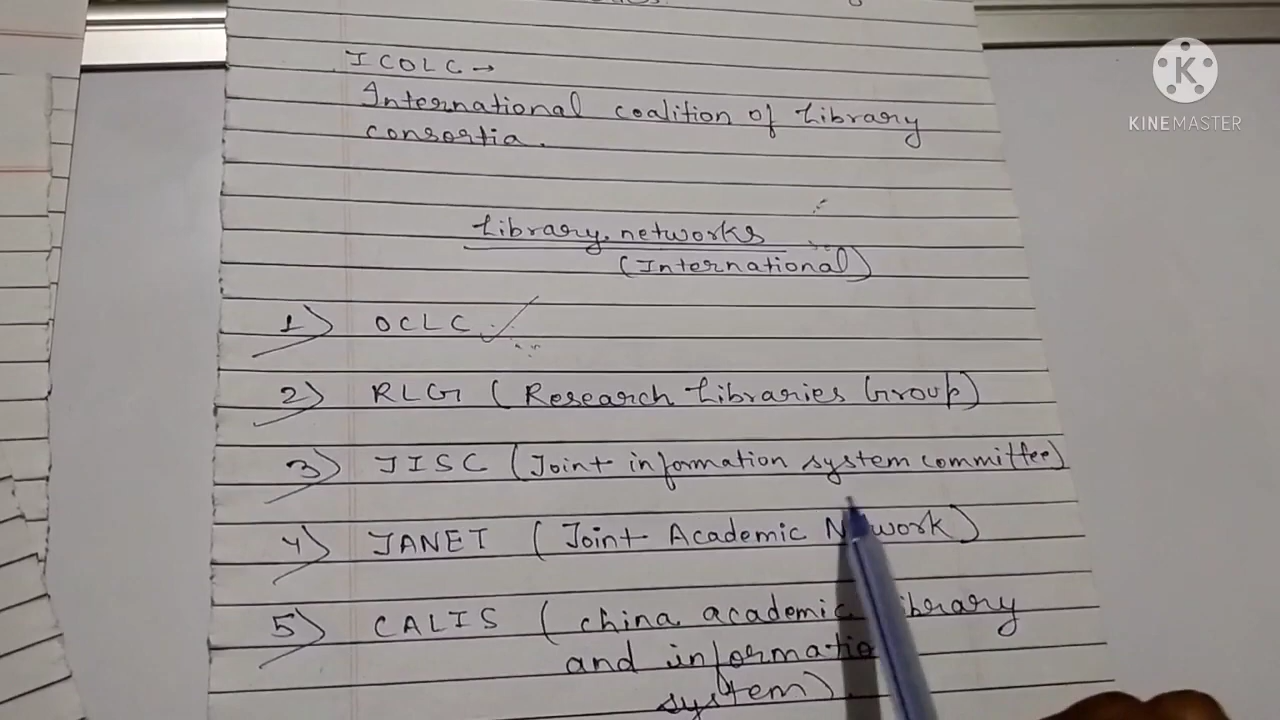 ICOLC →
International coalition of Library
consortia.
Library networks
(International)
1) OCLC
2) RLG (Research Libraries Group)
3) JISC (Joint information system committee)
4) JANET (Joint Academic Network)
5) CALIS (china academic library
and information
system).
K
KINEMASTER